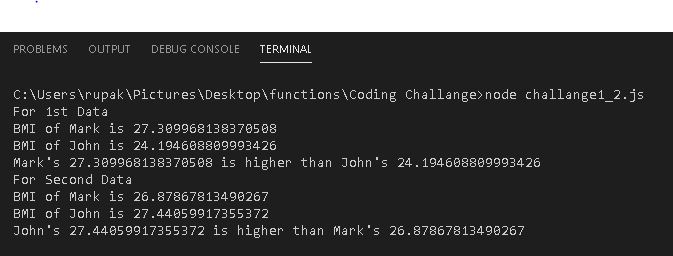 PROBLEMS OUTPUT DEBUG CONSOLE TERMINAL
C:\Users\rupak\Pictures\Desktop\functions\Coding Challange>node challange1_2.js
For 1st Data
BMI of Mark is 27.309968138370508
BMI of John is 24.194608809993426
Mark's 27.309968138370508 is higher than John's 24.194608809993426
For Second Data
BMI of Mark is 26.87867813490267
BMI of John is 27.44059917355372
John's 27.44059917355372 is higher than Mark's 26.87867813490267